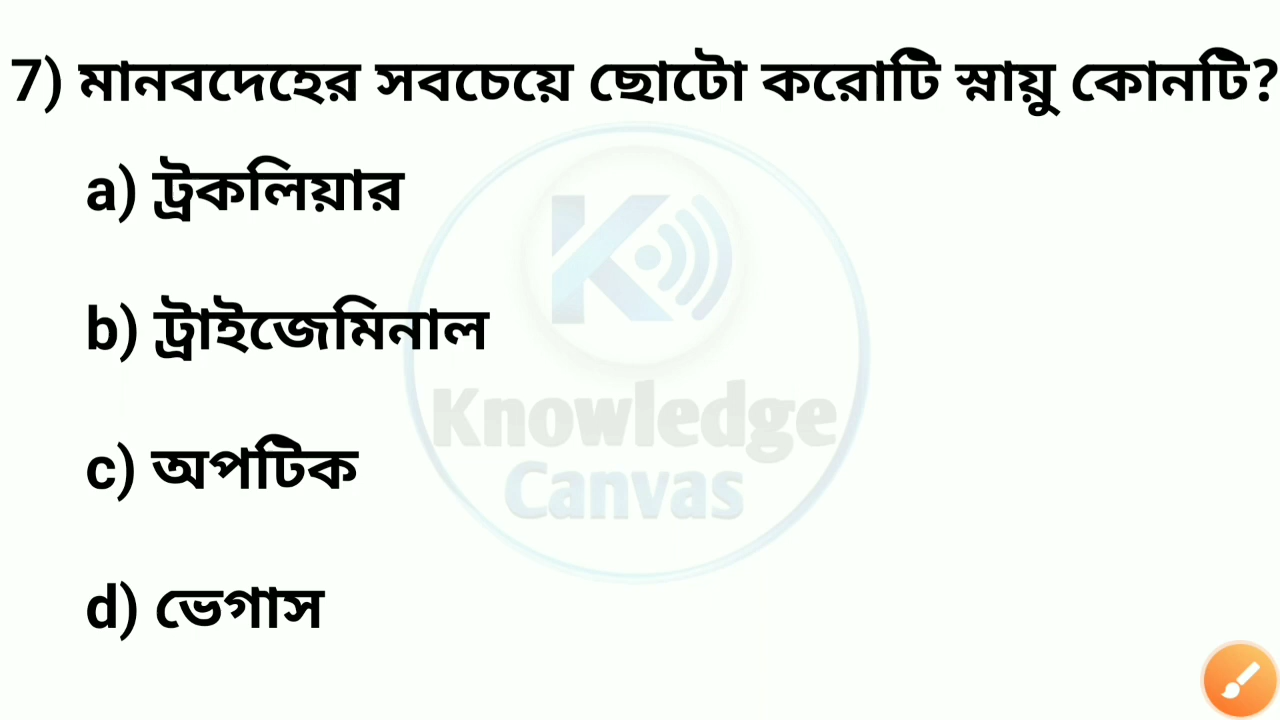 7) মানবদেহের সবচেয়ে ছোটো করোটি স্নায়ু কোনটি?
a) ট্রকলিয়ার
b) ট্রাইজেমিনাল
c) অপটিক
d) ভেগাস
Knowledge
Canvas